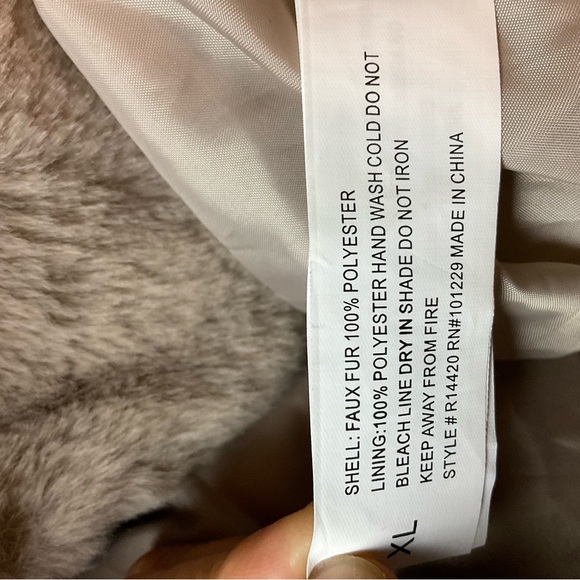 SHELL: FAUX FUR 100% POLYESTER
LINING:100% POLYESTER HAND WASH COLD DO NOT
BLEACH LINE DRY IN SHADE DO NOT IRON
KEEP AWAY FROM FIRE
STYLE # R14420 RN#101229 MADE IN CHINA
XL